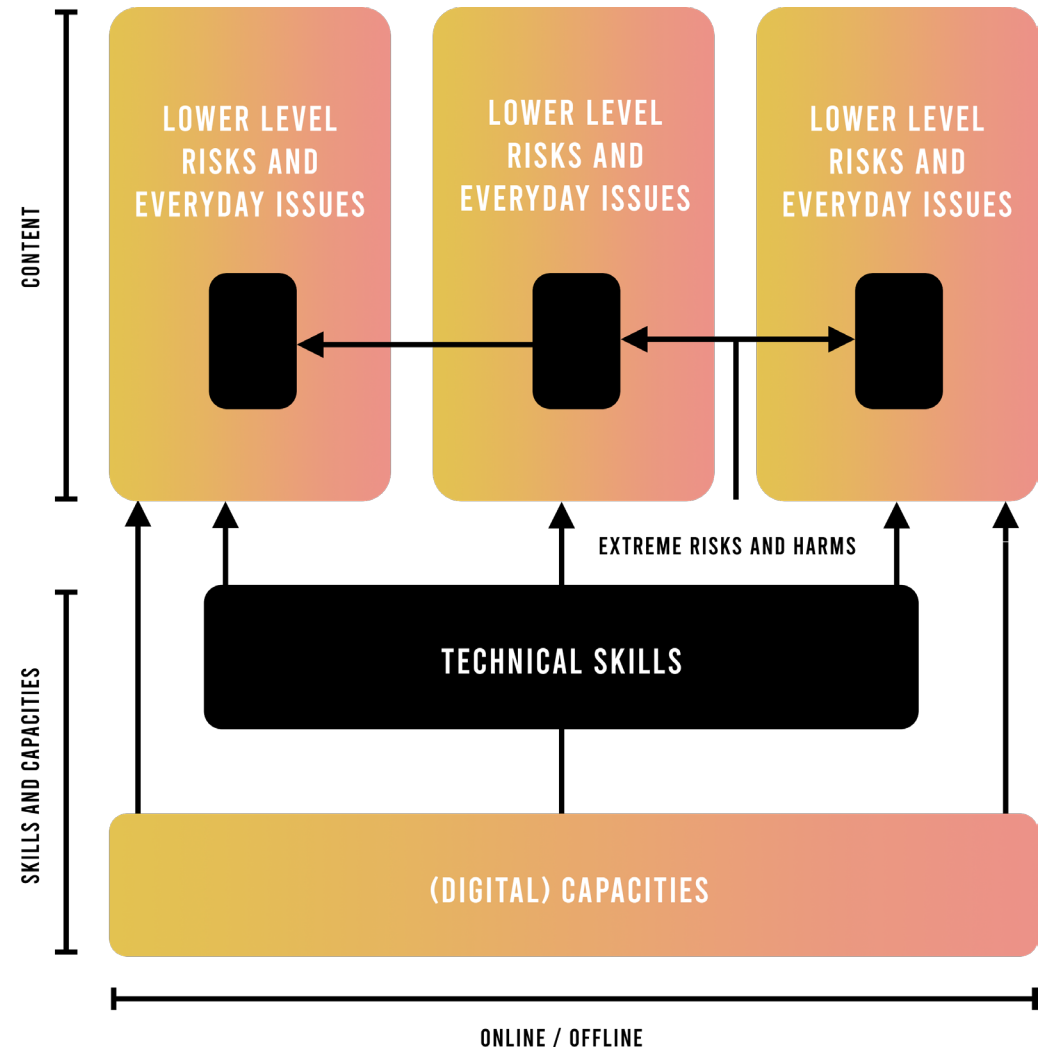 CONTENT
LOWER LEVEL
RISKS AND
EVERYDAY ISSUES
LOWER LEVEL
RISKS AND
EVERYDAY ISSUES
LOWER LEVEL
RISKS AND
EVERYDAY ISSUES
EXTREME RISKS AND HARMS
SKILLS AND CAPACITIES
TECHNICAL SKILLS
(DIGITAL) CAPACITIES
ONLINE / OFFLINE